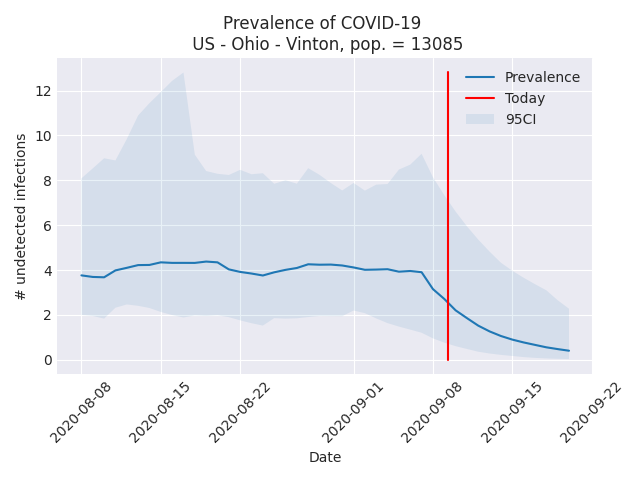 Prevalence of COVID-19
US - Ohio - Vinton, pop. = 13085
Prevalence
Today
95CI
12
10
8
6
4
2
0
# undetected infections
2020-08-08
2020-08-15
2020-08-22
2020-09-01
2020-09-08
2020-09-15
2020-09-22
Date